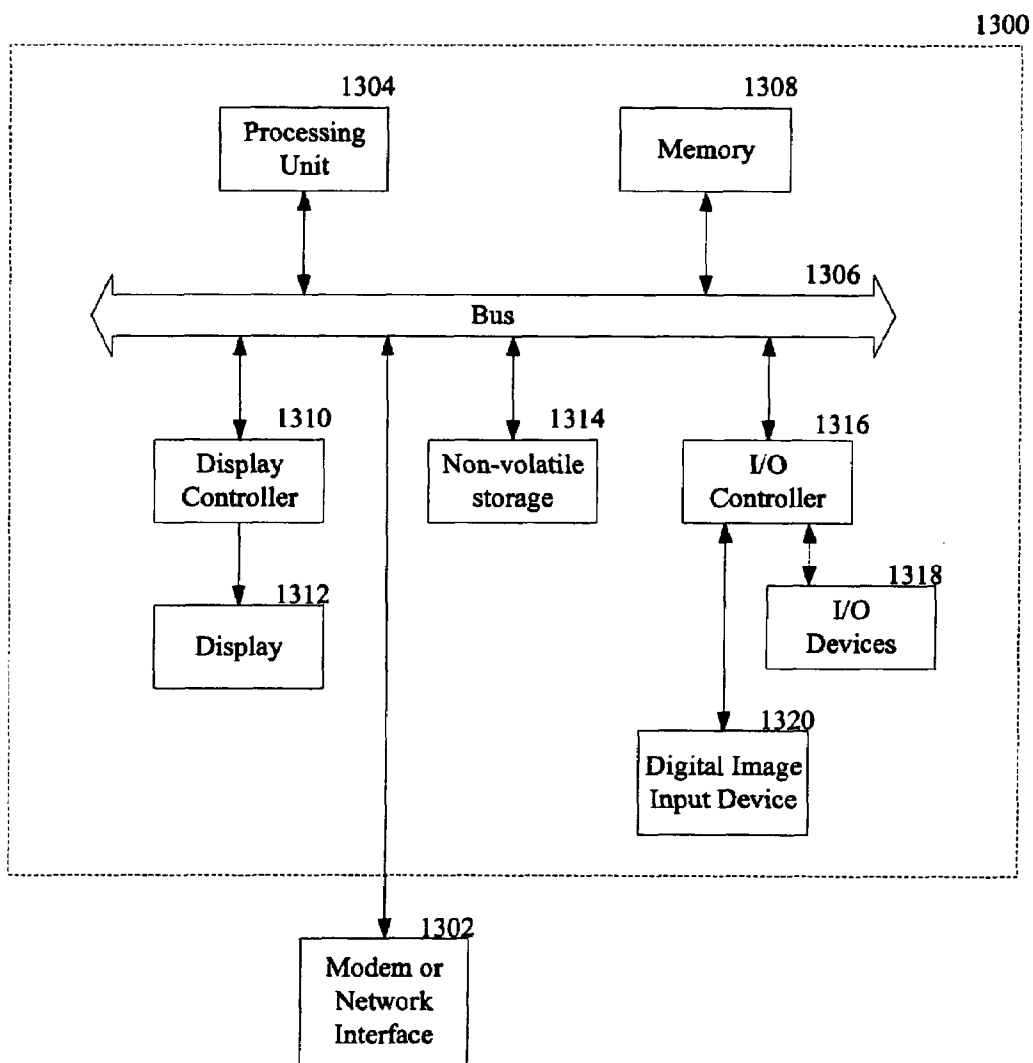 1300
1304
1308
Processing
Unit
Memory
1306
Bus
1310
1314
1316
Display
Controller
Non-volatile
storage
I/O
Controller
1312
1318
Display
I/O
Devices
1320
Digital Image
Input Device
1302
Modem or
Network
Interface